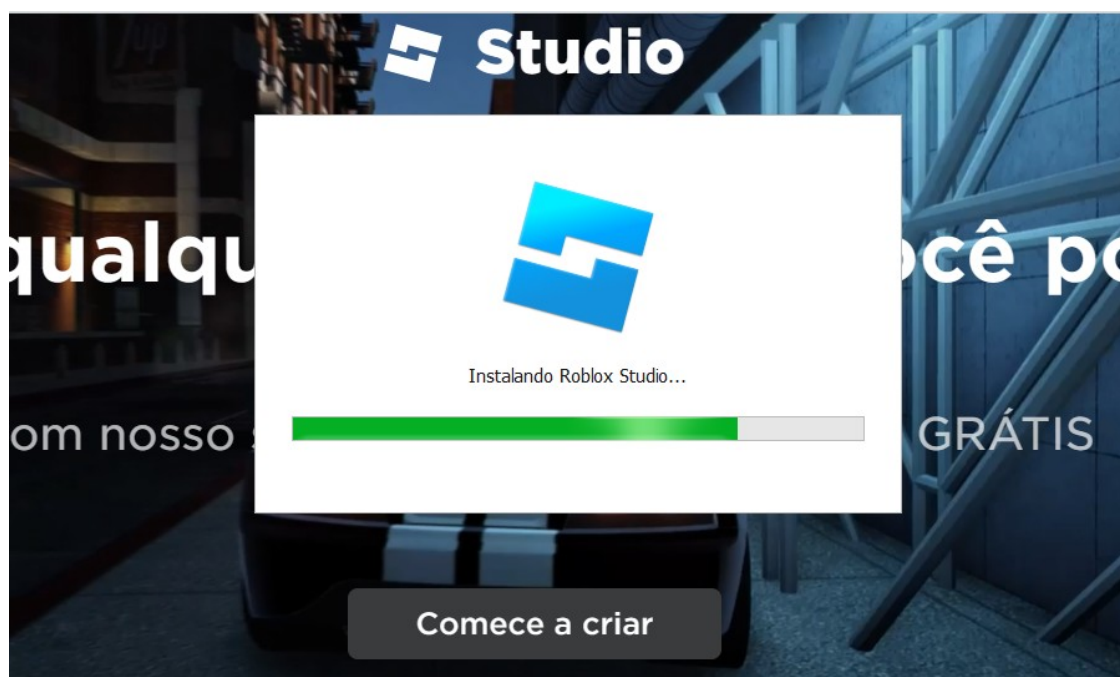 Studio
qualqu
ocê po
Instalando Roblox Studio...
om nosso s
GRÁTIS
Comece a criar